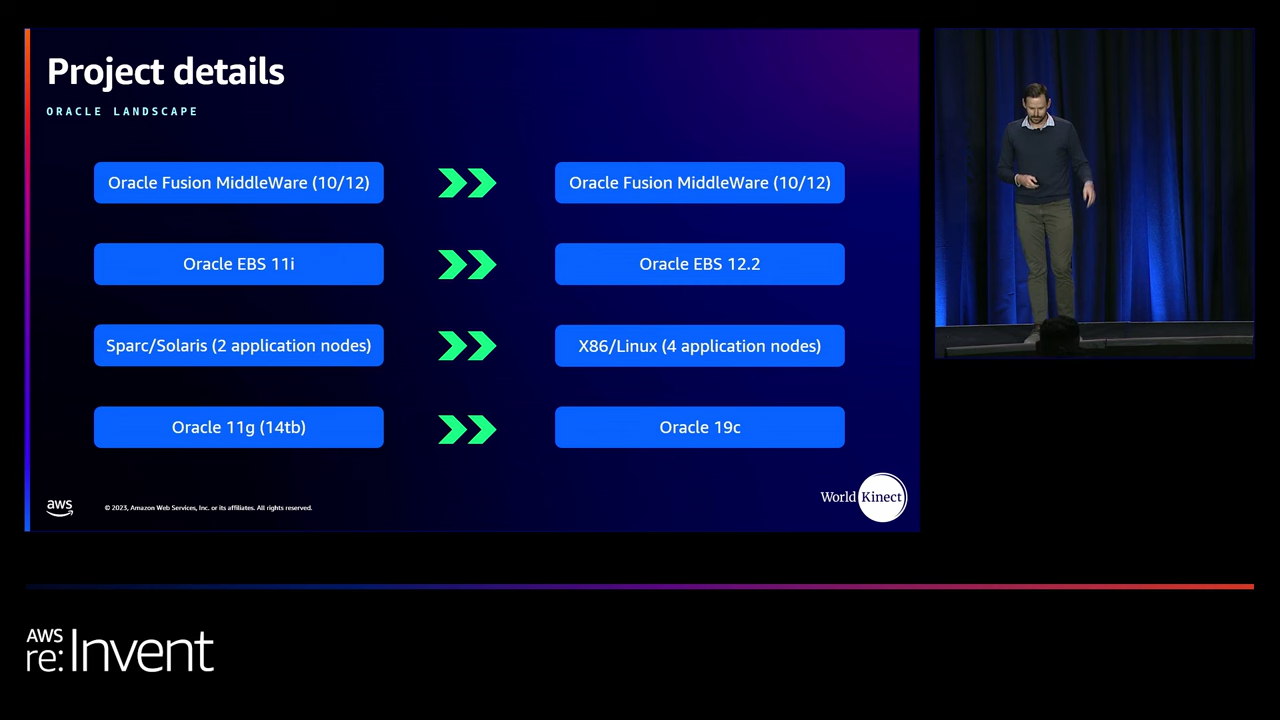 Project details
ORACLE LANDSCAPE
Oracle Fusion MiddleWare (10/12)
Oracle Fusion MiddleWare (10/12)
Oracle EBS 11i
Oracle EBS 12.2
Sparc/Solaris (2 application nodes)
X86/Linux (4 application nodes)
Oracle 11g (14tb)
Oracle 19c
aws
© 2023, Amazon Web Services, Inc. or its affiliates. All rights reserved.
World Kinect
AWS
re:Invent